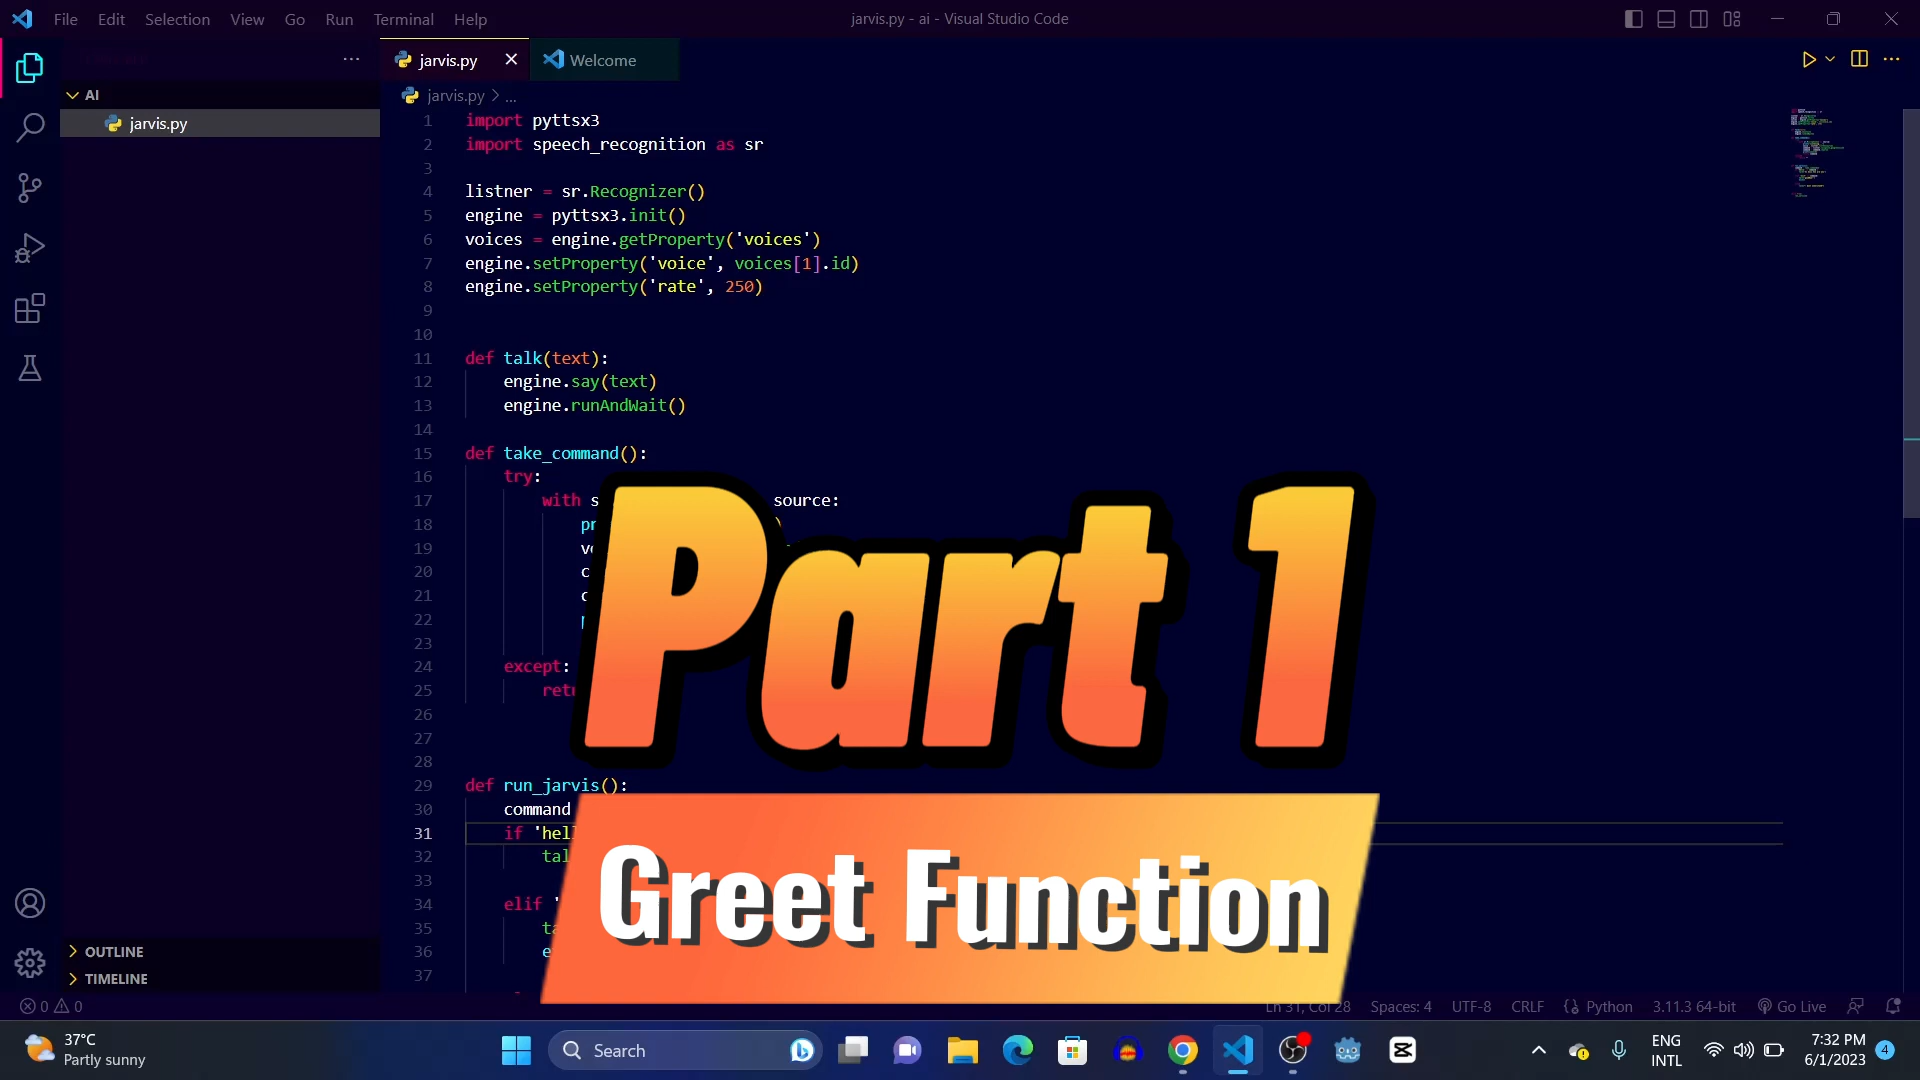 File Edit Selection View Go Run Terminal Help
jarvis.py - ai - Visual Studio Code
jarvis.py
Welcome
AI
jarvis.py
jarvis.py > ...
1 import pyttsx3
2 import speech_recognition as sr
3
4 listner = sr.Recognizer()
5 engine = pyttsx3.init()
6 voices = engine.getProperty('voices')
7 engine.setProperty('voice', voices[1].id)
8 engine.setProperty('rate', 250)
9
10
11 def talk(text):
12 engine.say(text)
13 engine.runAndWait()
14
15 def take_command():
16 try:
17 with s source:
18 pr )
19 vo
20 c
21 c
22 p
23
24 except:
25 retu
26
27
28
29 def run_jarvis():
30 command
31 if 'hell
32 tal
33
34 elif '
35 ta
36 e
37
Part 1
Greet Function
OUTLINE
TIMELINE
0 0
Ln 31, Col 28 Spaces: 4 UTF-8 CRLF Python 3.11.3 64-bit Go Live
37°C
Partly sunny
Search
ENG
INTL
7:32 PM
6/1/2023
4